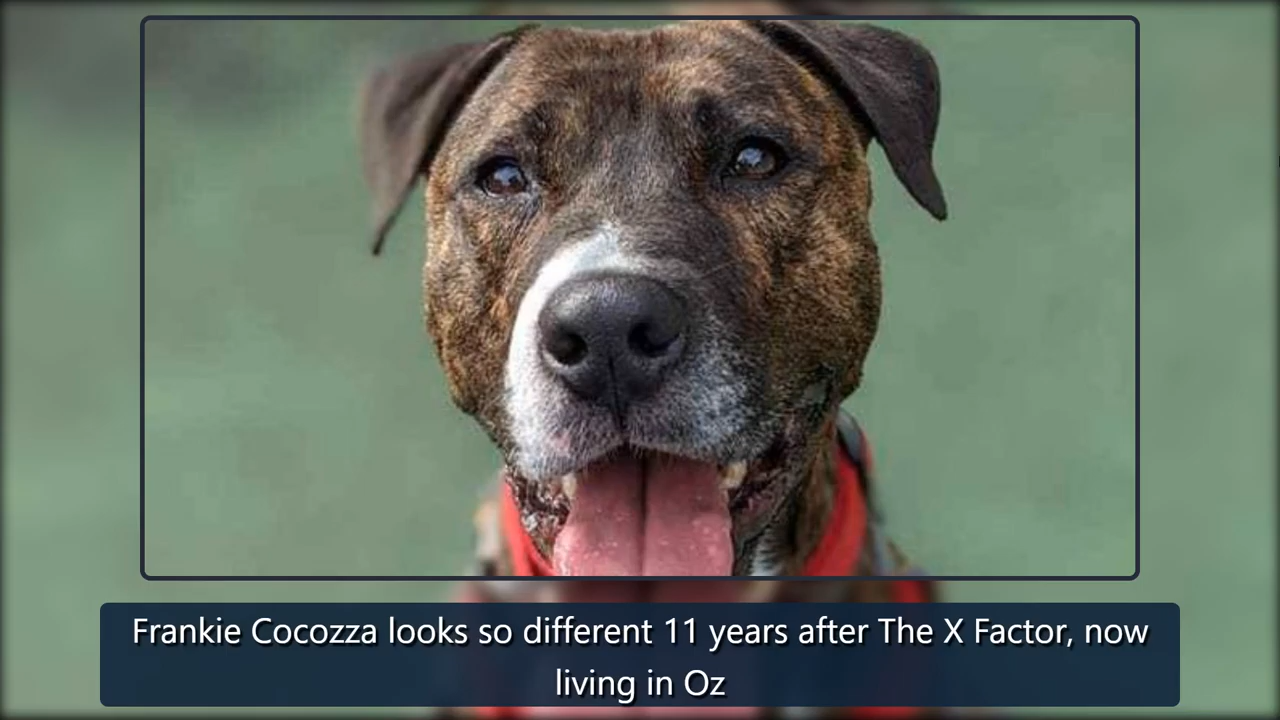 Frankie Cocozza looks so different 11 years after The X Factor, now
living in Oz